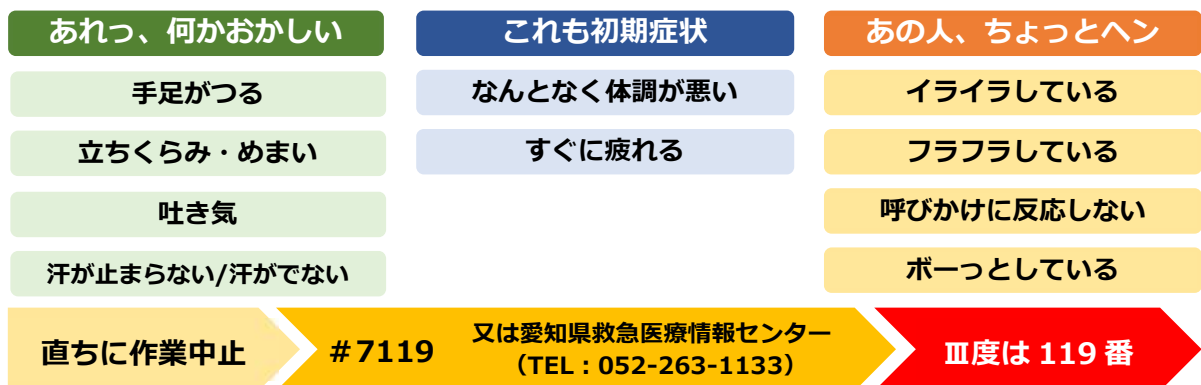 あれっ、何かおかしい
手足がつる
立ちくらみ・めまい
吐き気
汗が止まらない/汗がでない
これも初期症状
なんとなく体調が悪い
すぐに疲れる
あの人、ちょっとヘン
イライラしている
フラフラしている
呼びかけに反応しない
ボーっとしている
直ちに作業中止
＃7119
又は愛知県救急医療情報センター
（TEL：052-263-1133）
Ⅲ度は 119 番